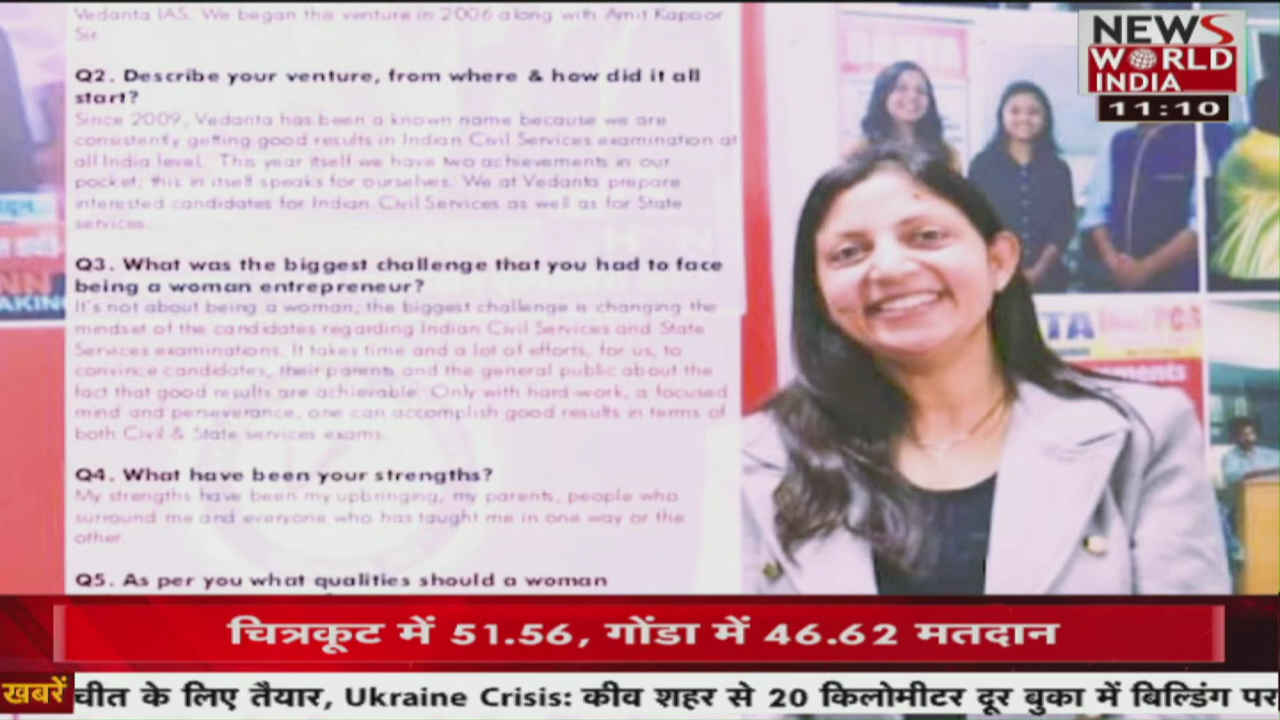 Vedanta IAS. We began this venture in 2006 along with Amit Kapoor
Sir.
Q2. Describe your venture, from where & how did it all
start?
Since 2009, Vedanta has been a known name because we are
consistently getting good results in Indian Civil Services examination at
all India level. This year itself we have two achievements in our
pocket; this in itself speaks for ourselves. We at Vedanta prepare
interested candidates for Indian Civil Services as well as for State
services.
Q3. What was the biggest challenge that you had to face
being a woman entrepreneur?
It's not about being a woman; the biggest challenge is changing the
mindset of the candidates regarding Indian Civil Services and State
Services examinations. It takes time and a lot of efforts, for us, to
convince candidates, their parents and the general public about the
fact that good results are achievable. Only with hard-work, a focused
mind and perseverance, one can accomplish good results in terms of
both Civil & State services exams.
Q4. What have been your strengths?
My strengths have been my upbringing, my parents, people who
surround me and everyone who has taught me in one way or the
other.
Q5. As per you what qualities should a woman
NEWS
WORLD
INDIA
11:10
चित्रकूट में 51.56, गोंडा में 46.62 मतदान
खबरें
चीत के लिए तैयार, Ukraine Crisis: कीव शहर से 20 किलोमीटर दूर बुका में बिल्डिंग पर